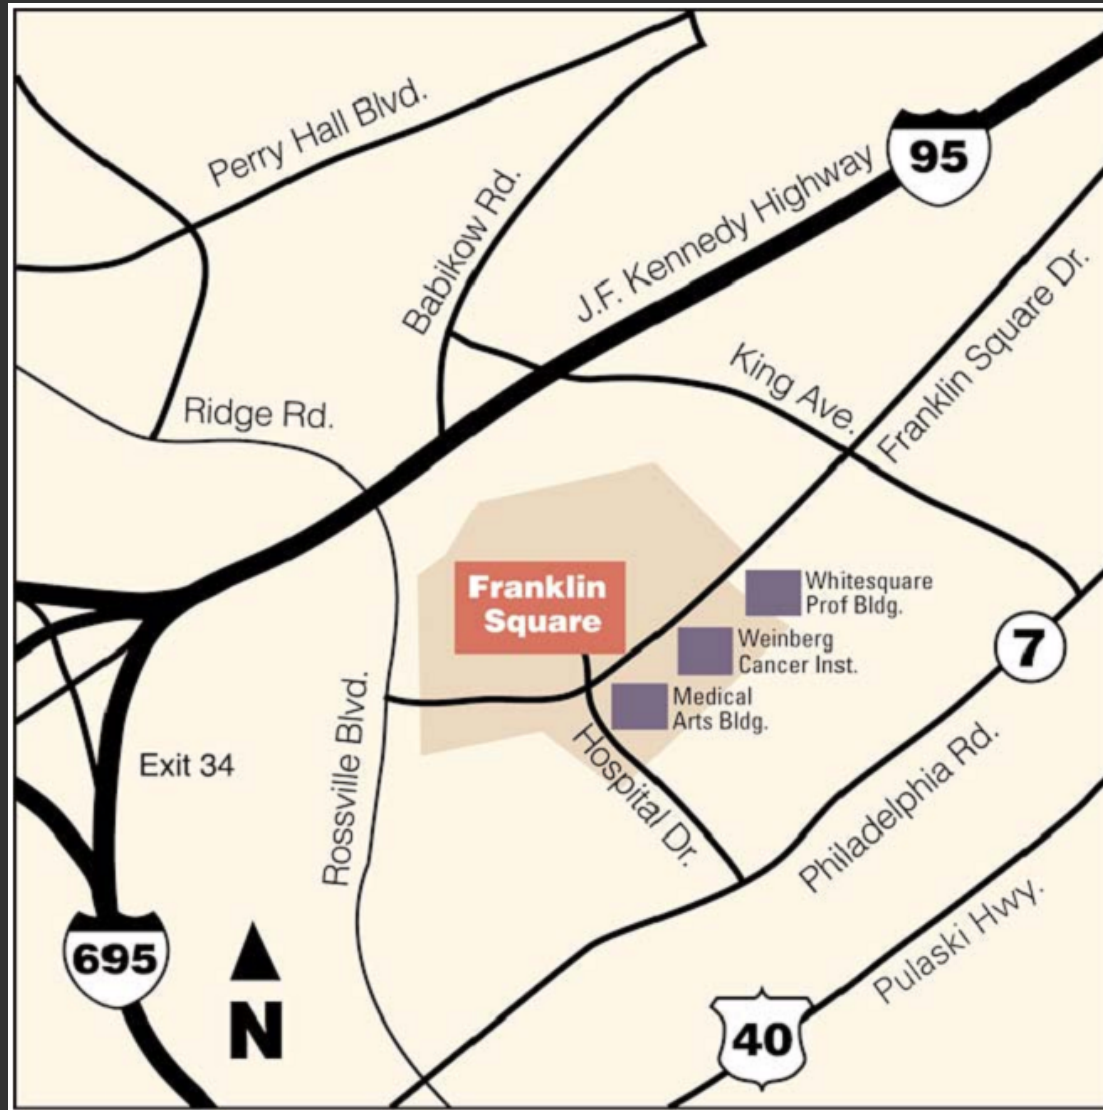 Perry Hall Blvd.
95
Babikow Rd.
J.F. Kennedy Highway
Franklin Square Dr.
King Ave.
Ridge Rd.
Franklin
Square
Whitesquare
Prof Bldg.
Weinberg
Cancer Inst.
7
Medical
Arts Bldg.
Exit 34
Rossville Blvd.
Hospital Dr.
Philadelphia Rd.
Pulaski Hwy.
695
N
40